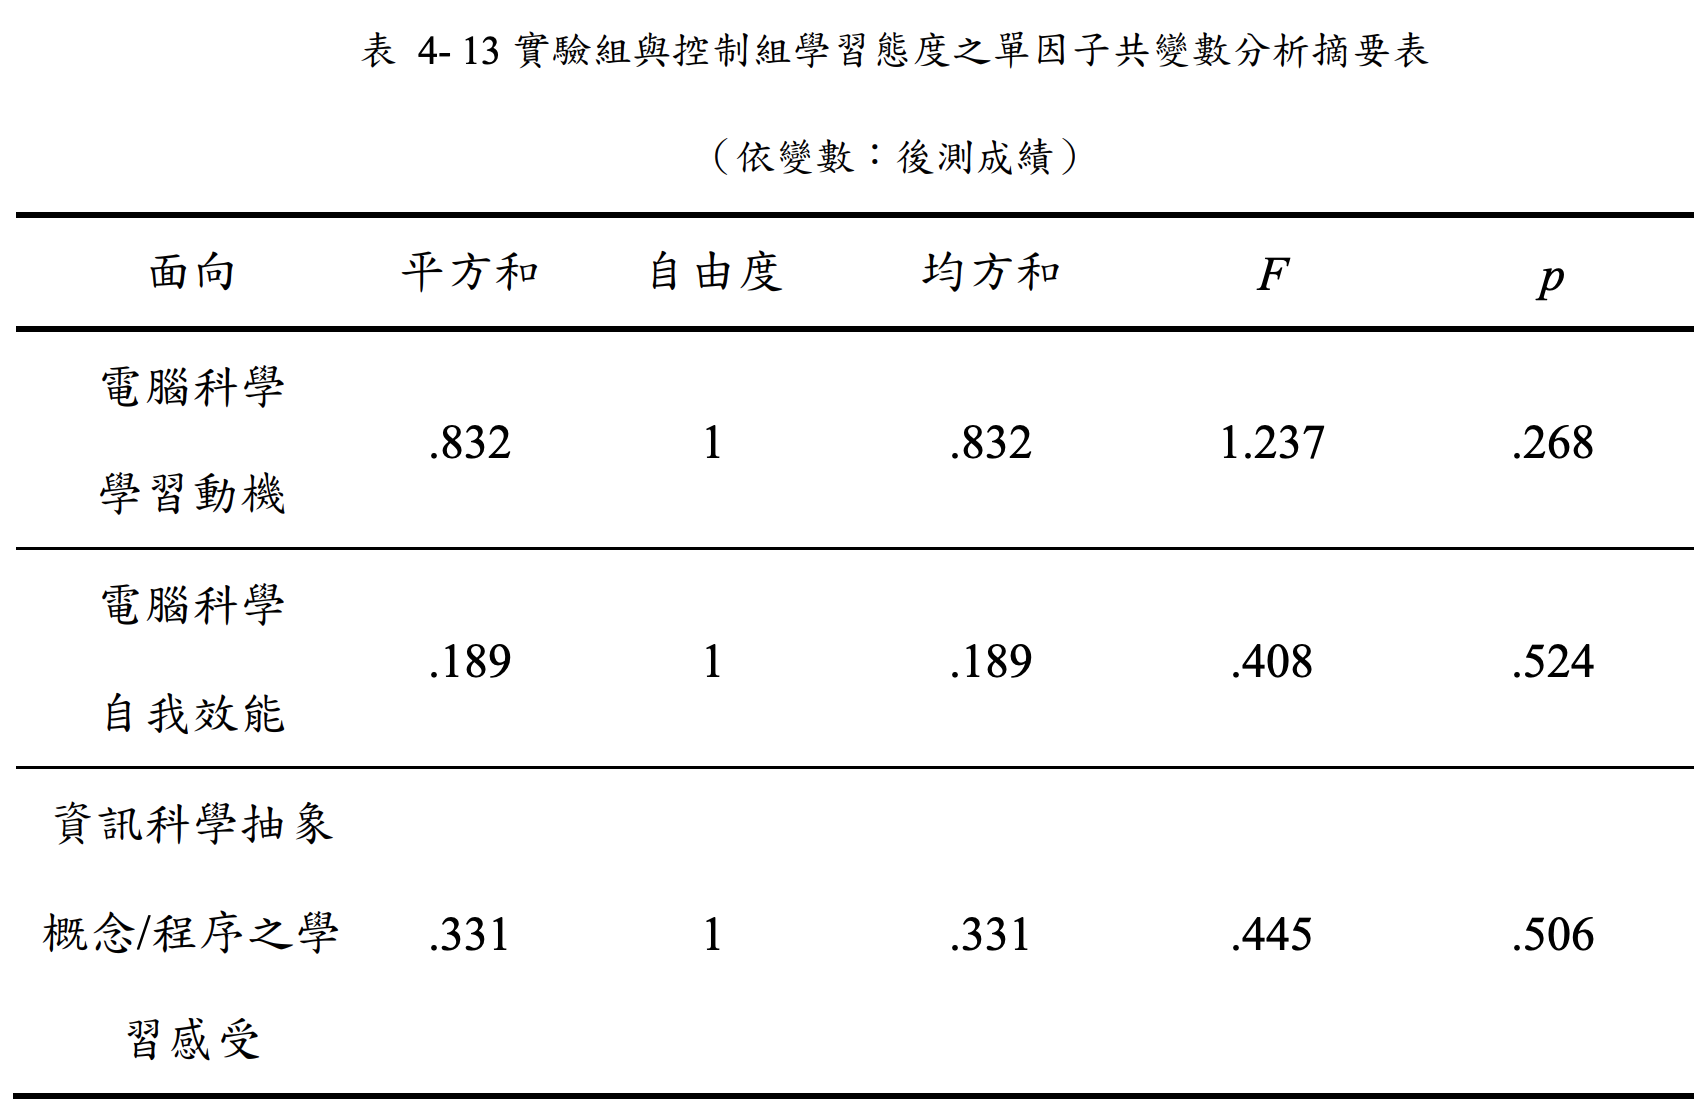 表 4- 13 實驗組與控制組學習態度之單因子共變數分析摘要表
（依變數：後測成績）
面向 平方和 自由度 均方和 F p
電腦科學
學習動機
.832 1 .832 1.237 .268
電腦科學
自我效能
.189 1 .189 .408 .524
資訊科學抽象
概念/程序之學
習感受
.331 1 .331 .445 .506